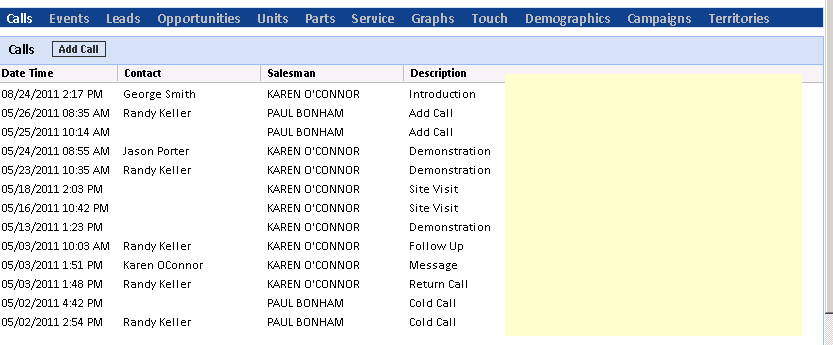 Calls Events Leads Opportunities Units Parts Service Graphs Touch Demographics Campaigns Territories
Calls Add Call
Date Time Contact Salesman Description
08/24/2011 2:17 PM George Smith KAREN O'CONNOR Introduction
05/26/2011 08:35 AM Randy Keller PAUL BONHAM Add Call
05/25/2011 10:14 AM PAUL BONHAM Add Call
05/24/2011 08:55 AM Jason Porter KAREN O'CONNOR Demonstration
05/23/2011 10:35 AM Randy Keller KAREN O'CONNOR Demonstration
05/18/2011 2:03 PM KAREN O'CONNOR Site Visit
05/16/2011 10:42 PM KAREN O'CONNOR Site Visit
05/13/2011 1:23 PM KAREN O'CONNOR Demonstration
05/03/2011 10:03 AM Randy Keller KAREN O'CONNOR Follow Up
05/03/2011 1:51 PM Karen OConnor KAREN O'CONNOR Message
05/03/2011 1:48 PM Randy Keller KAREN O'CONNOR Return Call
05/02/2011 4:42 PM PAUL BONHAM Cold Call
05/02/2011 2:54 PM Randy Keller PAUL BONHAM Cold Call